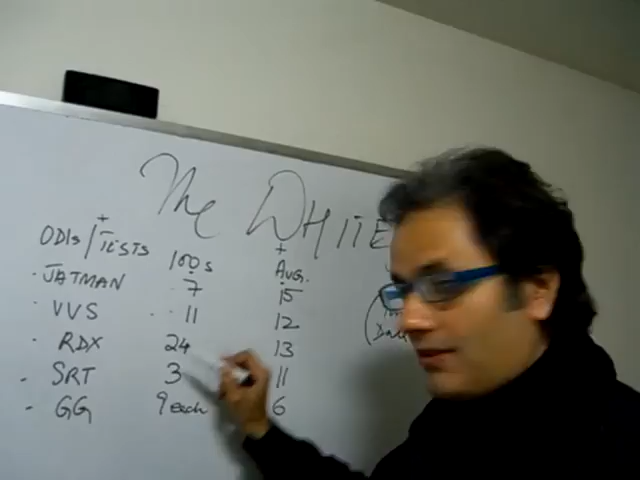 The WHITE
ODIs/TESTS 100s + Avg.
· JATMAN 7 15
· VVS 11 12
· RDX 24 13
- SRT 3 11
- GG 9 each 6